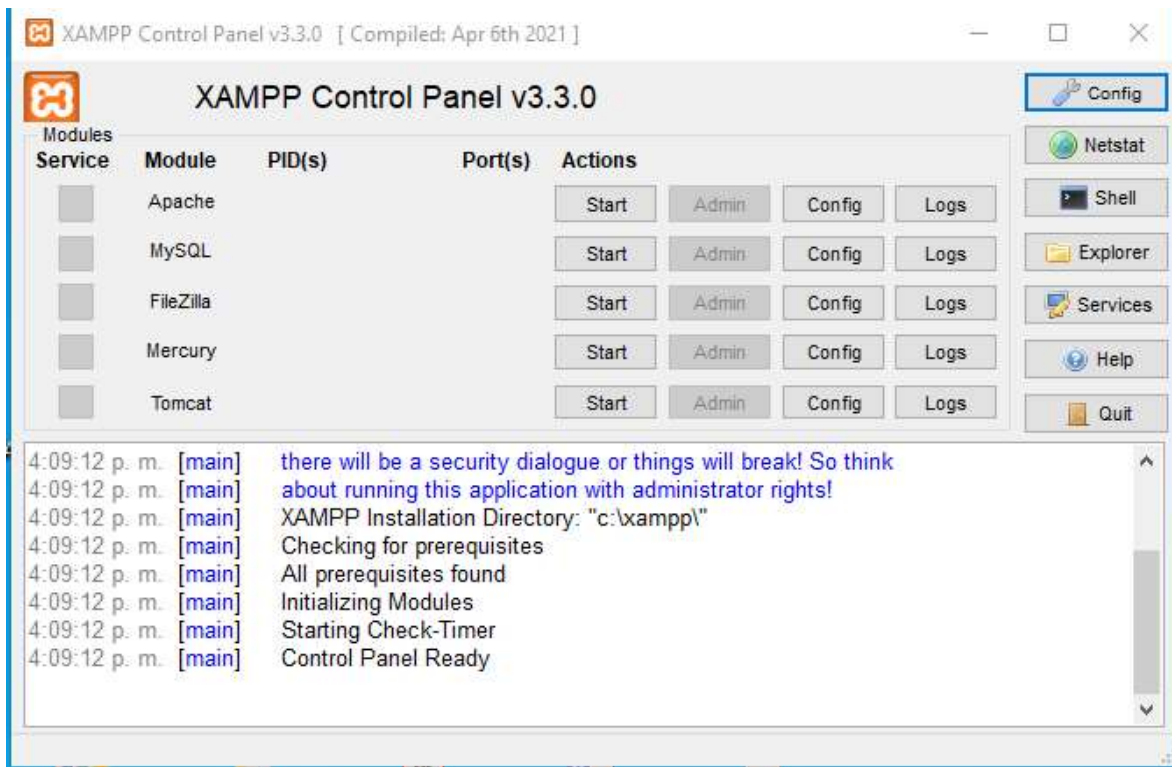 XAMPP Control Panel v3.3.0 [ Compiled: Apr 6th 2021 ]
XAMPP Control Panel v3.3.0
Config
Modules
Netstat
Service Module PID(s) Port(s) Actions
Apache Start Admin Config Logs
Shell
MySQL Start Admin Config Logs
Explorer
FileZilla Start Admin Config Logs
Services
Mercury Start Admin Config Logs
Help
Tomcat Start Admin Config Logs
Quit
4:09:12 p. m. [main] there will be a security dialogue or things will break! So think
4:09:12 p. m. [main] about running this application with administrator rights!
4:09:12 p. m. [main] XAMPP Installation Directory: "c:\xampp\"
4:09:12 p. m. [main] Checking for prerequisites
4:09:12 p. m. [main] All prerequisites found
4:09:12 p. m. [main] Initializing Modules
4:09:12 p. m. [main] Starting Check-Timer
4:09:12 p. m. [main] Control Panel Ready